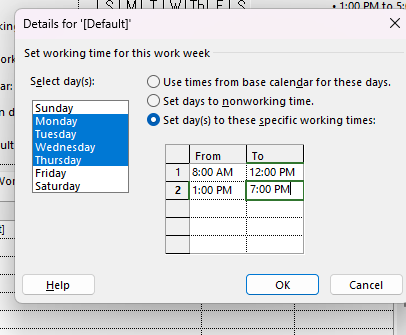 S M T W Th F S
• 1:00 PM to 5:0
Details for '[Default]'
Set working time for this work week
Select day(s):
Sunday
Monday
Tuesday
Wednesday
Thursday
Friday
Saturday
Use times from base calendar for these days.
Set days to nonworking time.
Set day(s) to these specific working times:
From To
1 8:00 AM 12:00 PM
2 1:00 PM 7:00 PM
Help
OK
Cancel